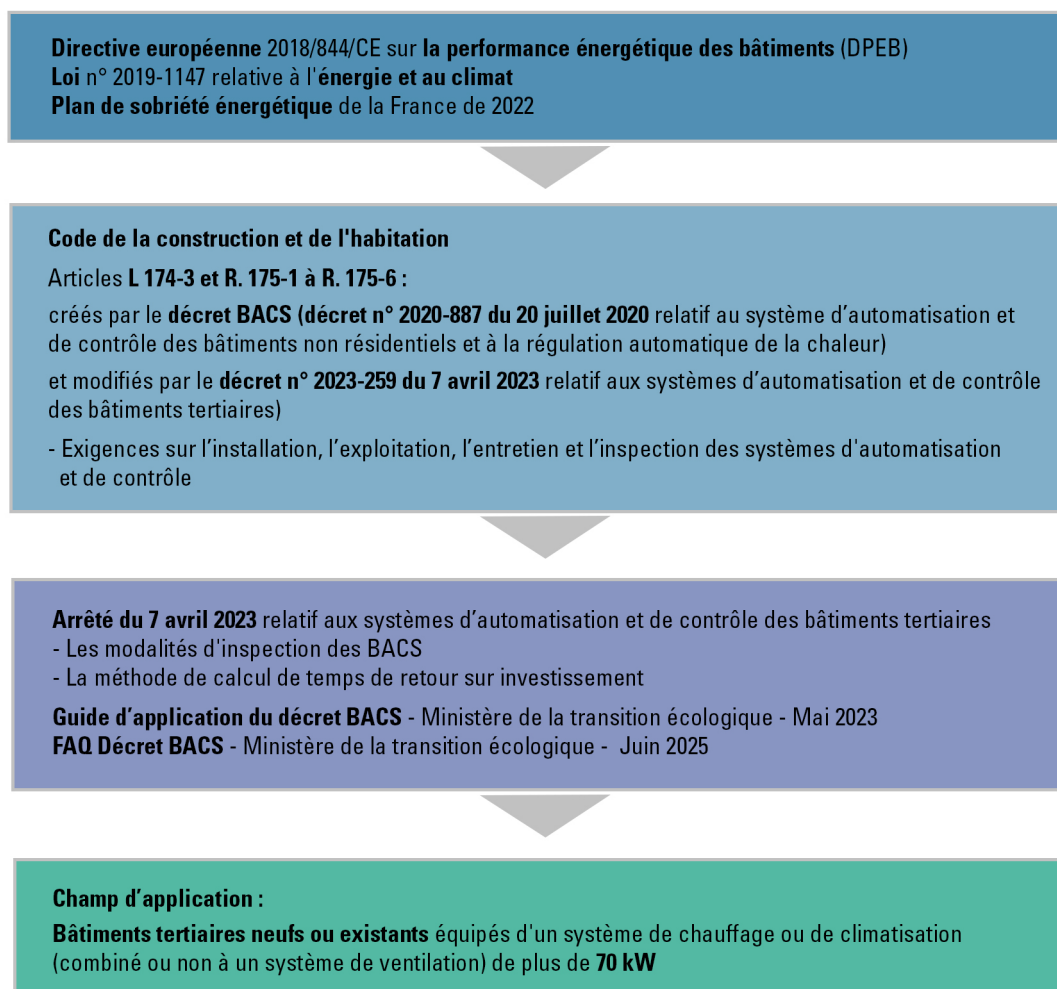 Directive européenne 2018/844/CE sur la performance énergétique des bâtiments (DPEB)
Loi n° 2019-1147 relative à l'énergie et au climat
Plan de sobriété énergétique de la France de 2022
Code de la construction et de l'habitation
Articles L 174-3 et R. 175-1 à R. 175-6 :
créés par le décret BACS (décret n° 2020-887 du 20 juillet 2020 relatif au système d’automatisation et
de contrôle des bâtiments non résidentiels et à la régulation automatique de la chaleur)
et modifiés par le décret n° 2023-259 du 7 avril 2023 relatif aux systèmes d’automatisation et de contrôle
des bâtiments tertiaires)
- Exigences sur l’installation, l’exploitation, l’entretien et l’inspection des systèmes d'automatisation
et de contrôle
Arrêté du 7 avril 2023 relatif aux systèmes d’automatisation et de contrôle des bâtiments tertiaires
- Les modalités d'inspection des BACS
- La méthode de calcul de temps de retour sur investissement
Guide d’application du décret BACS - Ministère de la transition écologique - Mai 2023
FAQ Décret BACS - Ministère de la transition écologique - Juin 2025
Champ d’application :
Bâtiments tertiaires neufs ou existants équipés d'un système de chauffage ou de climatisation
(combiné ou non à un système de ventilation) de plus de 70 kW